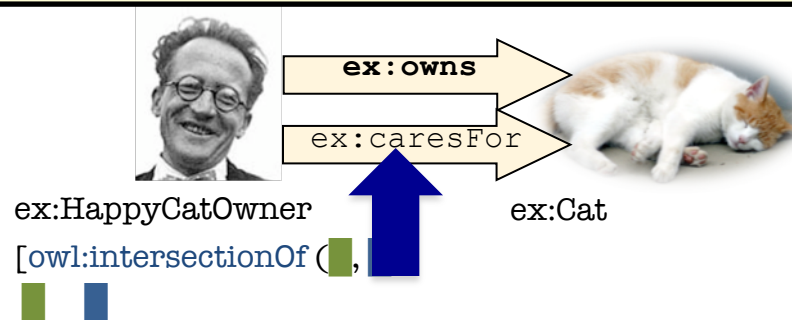 ex:owns
ex:caresFor
ex:HappyCatOwner ex:Cat
[owl:intersectionOf ( ,